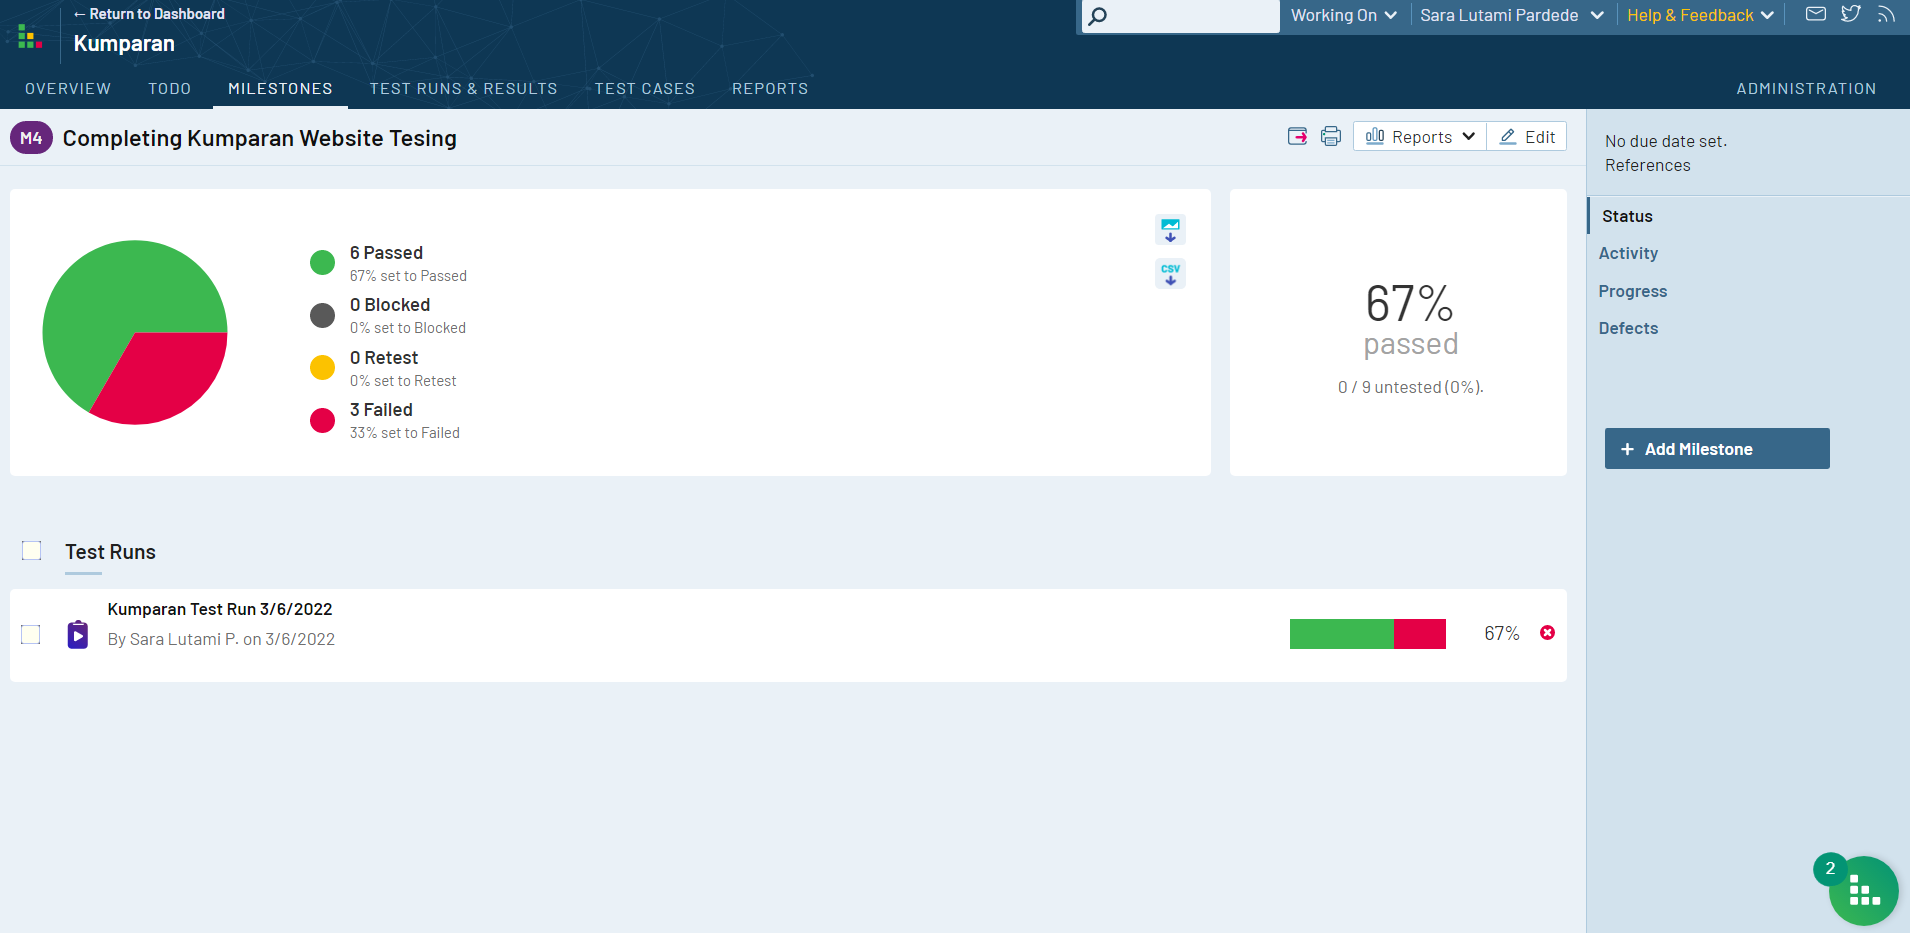 ← Return to Dashboard
Kumparan
Working On
Sara Lutami Pardede
Help & Feedback
OVERVIEW
TODO
MILESTONES
TEST RUNS & RESULTS
TEST CASES
REPORTS
ADMINISTRATION
M4
Completing Kumparan Website Tesing
Reports
Edit
6 Passed
67% set to Passed
0 Blocked
0% set to Blocked
0 Retest
0% set to Retest
3 Failed
33% set to Failed
CSV
67%
passed
0 / 9 untested (0%).
Test Runs
Kumparan Test Run 3/6/2022
By Sara Lutami P. on 3/6/2022
67%
No due date set.
References
Status
Activity
Progress
Defects
+ Add Milestone
2